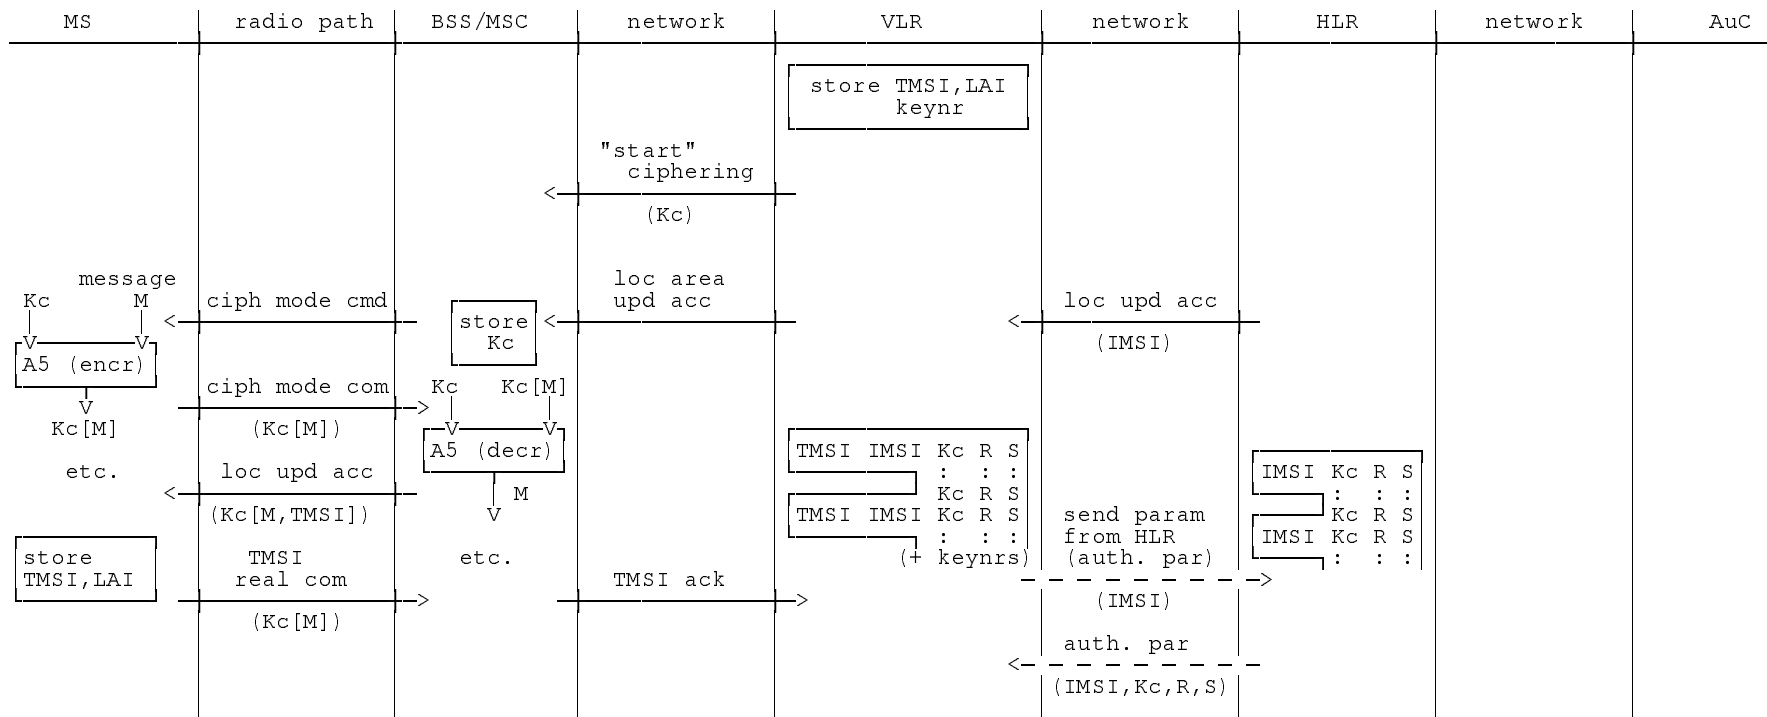 MS radio path BSS/MSC network VLR network HLR network AuC
store TMSI,LAI
keynr
"start"
ciphering
<
(Kc)
message loc area
Kc M ciph mode cmd upd acc loc upd acc
< store < <
V V Kc (IMSI)
A5 (encr)
ciph mode com Kc Kc[M]
V >
Kc[M] (Kc[M]) V V
A5 (decr) TMSI IMSI Kc R S
etc. loc upd acc : : : IMSI Kc R S
< M Kc R S : : :
(Kc[M,TMSI]) V TMSI IMSI Kc R S send param Kc R S
: : : from HLR IMSI Kc R S
store TMSI etc. (+ keynrs) (auth. par) : : :
TMSI,LAI real com TMSI ack >
> > (IMSI)
(Kc[M])
auth. par
<
(IMSI,Kc,R,S)